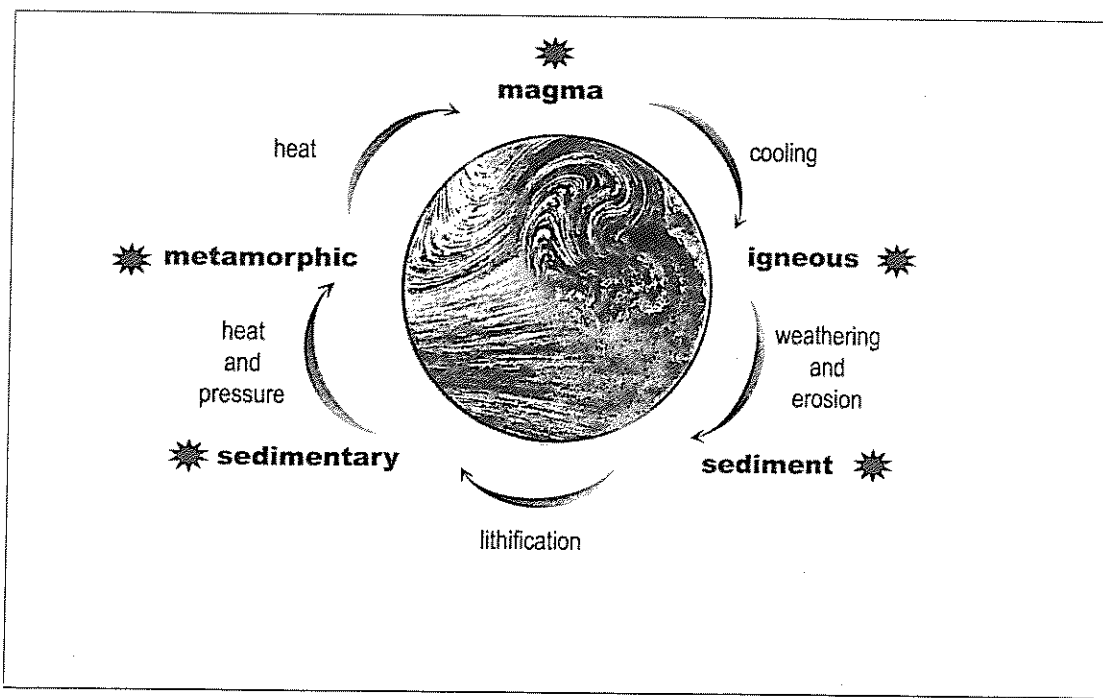 magma
cooling
igneous
weathering
and
erosion
sediment
lithification
sedimentary
heat
and
pressure
metamorphic
heat